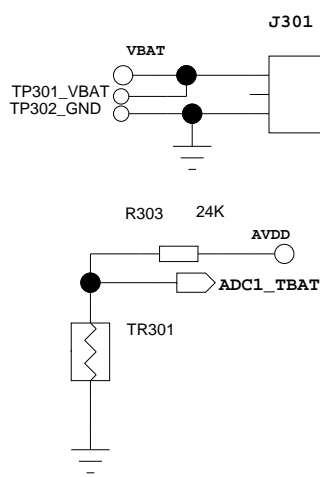 J301
VBAT
TP301_VBAT
TP302_GND
R303 24K
AVDD
ADC1_TBAT
TR301